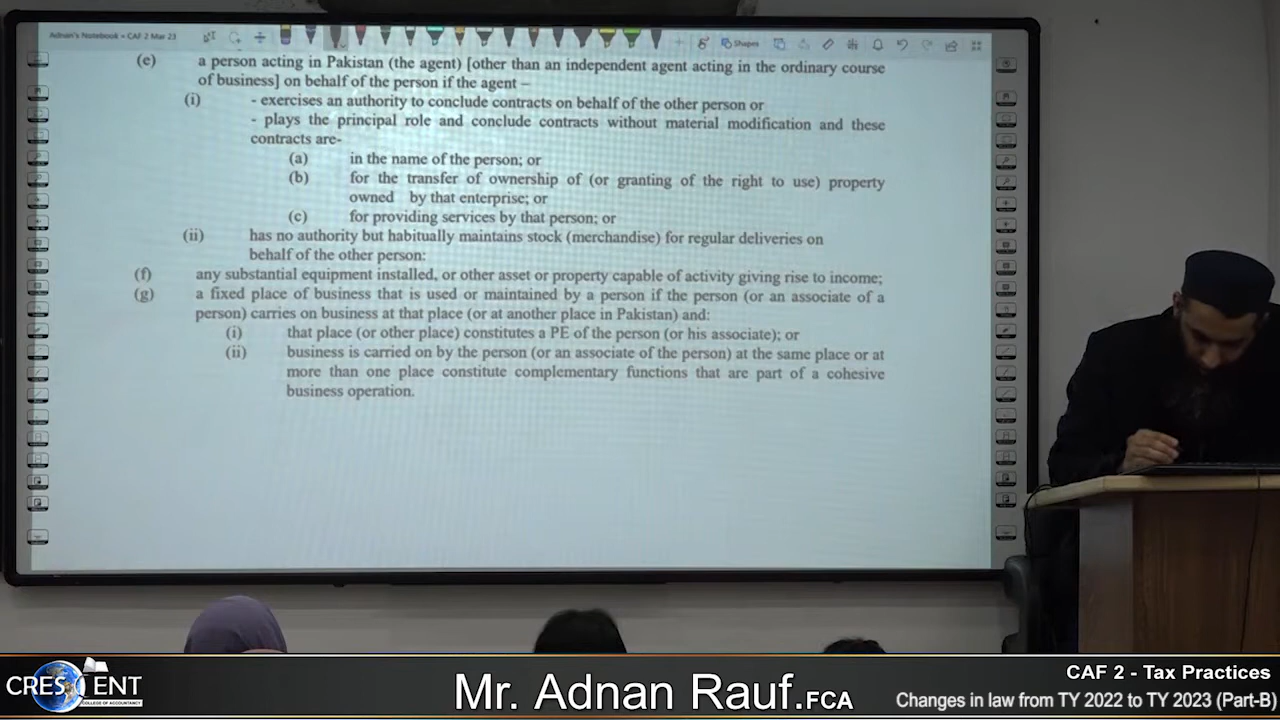 Adnan's Notebook » CAF 2 Mar 23
Shapes
(e) a person acting in Pakistan (the agent) [other than an independent agent acting in the ordinary course
of business] on behalf of the person if the agent –
(i) - exercises an authority to conclude contracts on behalf of the other person or
- plays the principal role and conclude contracts without material modification and these
contracts are-
(a) in the name of the person; or
(b) for the transfer of ownership of (or granting of the right to use) property
owned by that enterprise; or
(c) for providing services by that person; or
(ii) has no authority but habitually maintains stock (merchandise) for regular deliveries on
behalf of the other person:
(f) any substantial equipment installed, or other asset or property capable of activity giving rise to income;
(g) a fixed place of business that is used or maintained by a person if the person (or an associate of a
person) carries on business at that place (or at another place in Pakistan) and:
(i) that place (or other place) constitutes a PE of the person (or his associate); or
(ii) business is carried on by the person (or an associate of the person) at the same place or at
more than one place constitute complementary functions that are part of a cohesive
business operation.
CRESCENT
COLLEGE OF ACCOUNTANCY
Mr. Adnan Rauf.FCA
CAF 2 - Tax Practices
Changes in law from TY 2022 to TY 2023 (Part-B)